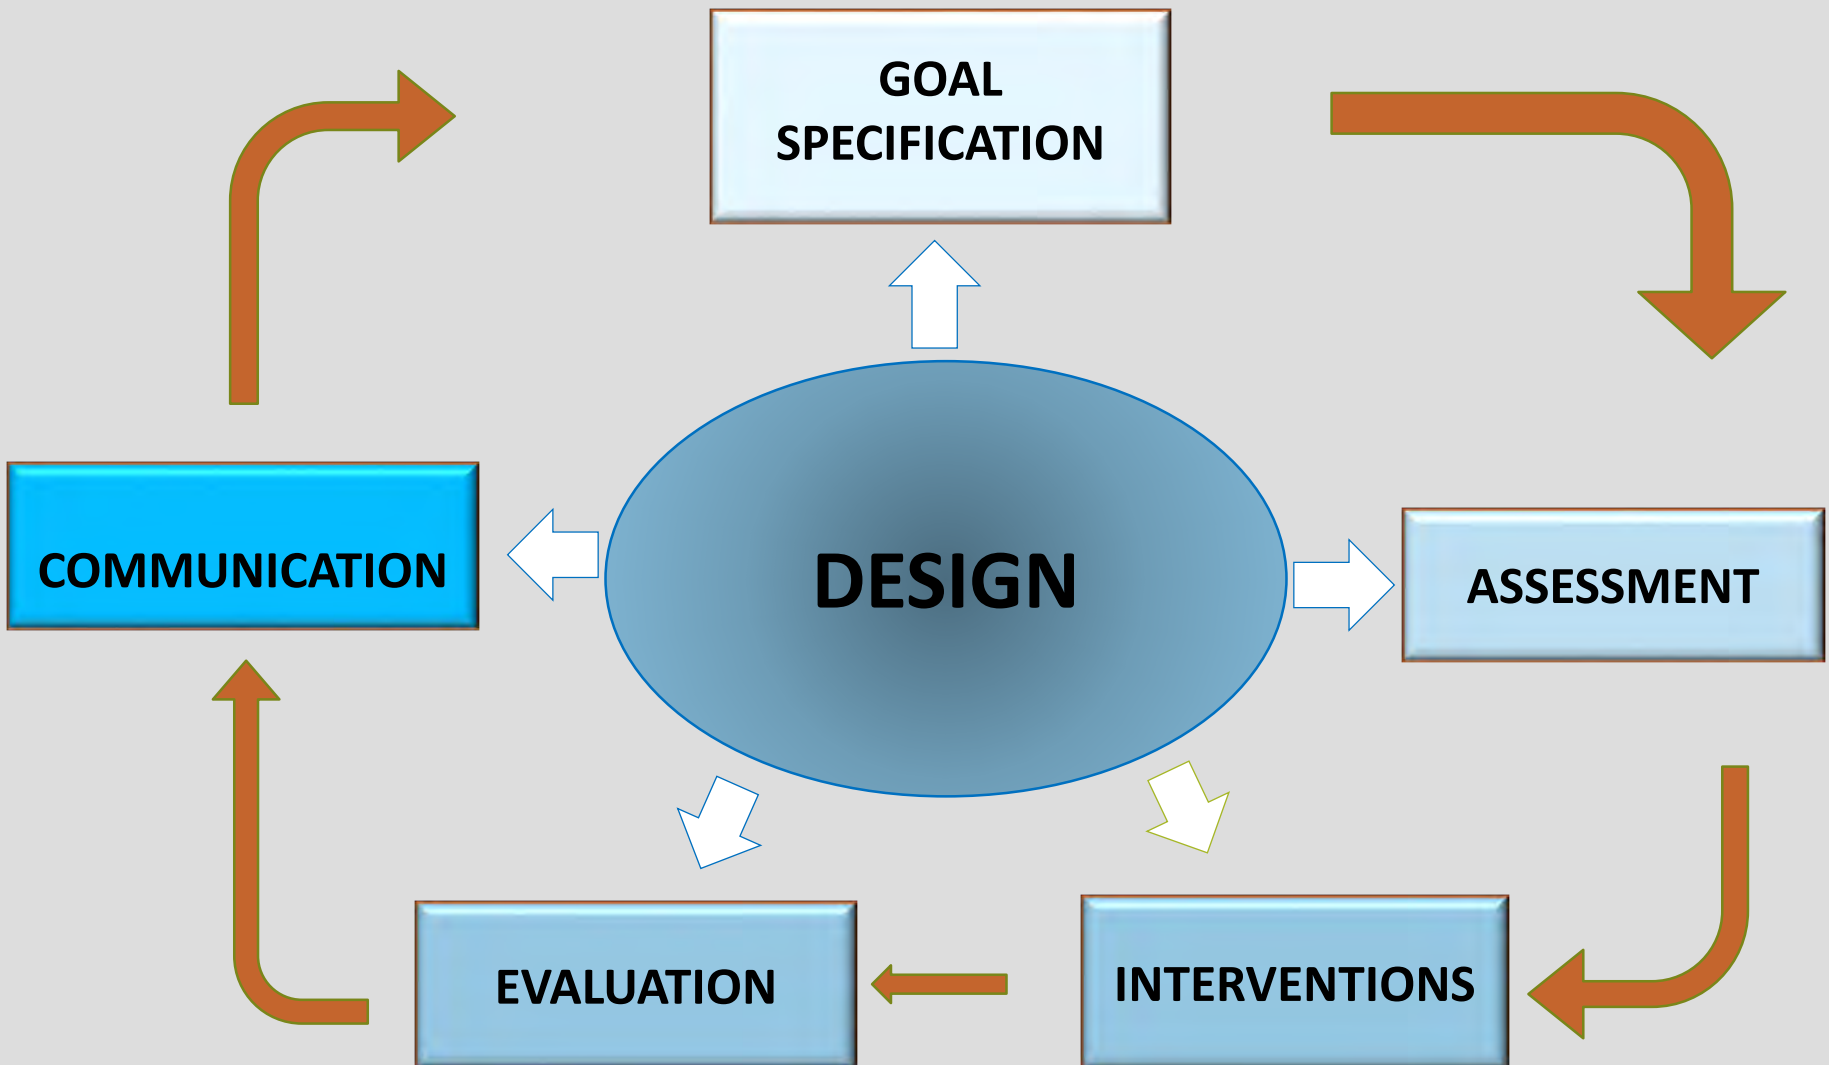 GOAL
SPECIFICATION
COMMUNICATION
DESIGN
ASSESSMENT
EVALUATION
INTERVENTIONS